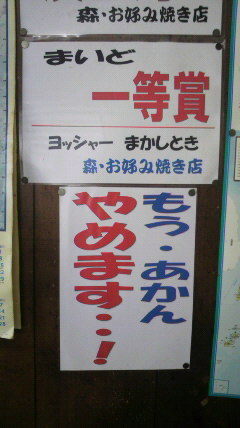 森・お好み焼き店
まいど
一等賞
ヨッシャー まかしとき
森・お好み焼き店
もう・あかん
やめます・・!